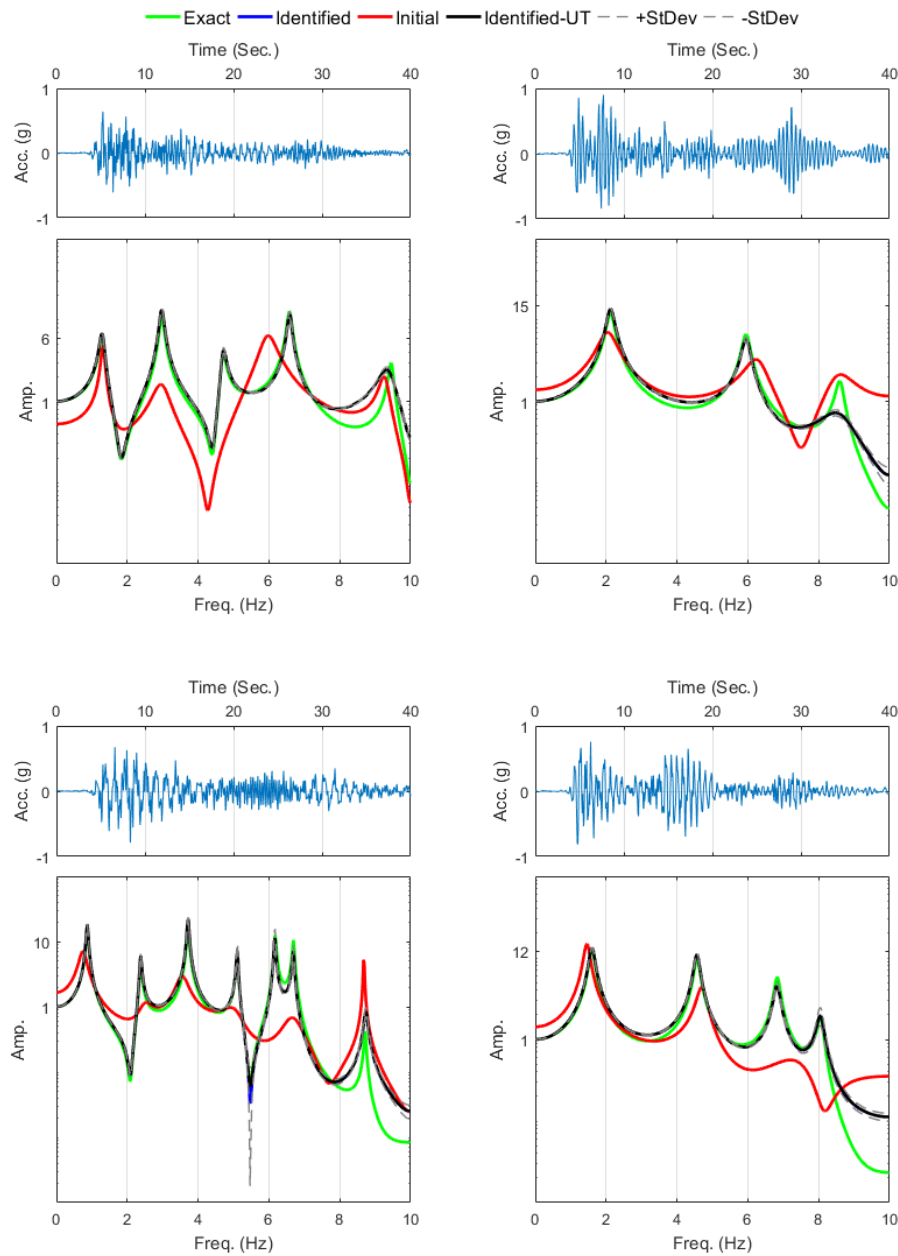 Exact Identified Initial Identified-UT +StDev -StDev
Time (Sec.) Time (Sec.)
0 10 20 30 40 0 10 20 30 40
1 1
Acc. (g) 0 Acc. (g) 0
-1 -1
6 15
Amp. 1 Amp. 1
0 2 4 6 8 10 0 2 4 6 8 10
Freq. (Hz) Freq. (Hz)
Time (Sec.) Time (Sec.)
0 10 20 30 40 0 10 20 30 40
1 1
Acc. (g) 0 Acc. (g) 0
-1 -1
10 12
Amp. 1 Amp. 1
0 2 4 6 8 10 0 2 4 6 8 10
Freq. (Hz) Freq. (Hz)